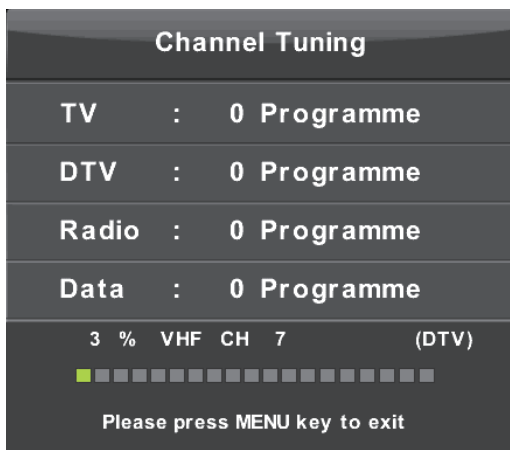 Channel Tuning
TV : 0 Programme
DTV : 0 Programme
Radio : 0 Programme
Data : 0 Programme
3 % VHF CH 7 (DTV)
Please press MENU key to exit